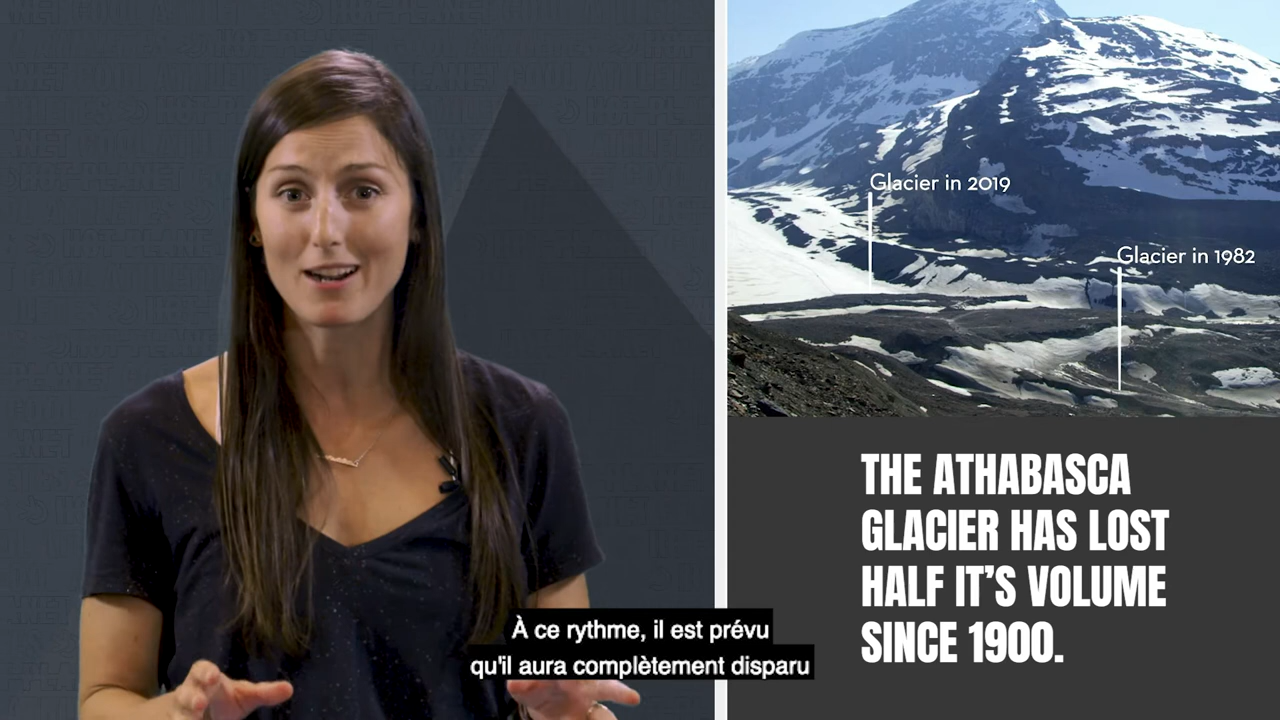 Glacier in 2019
Glacier in 1982
THE ATHABASCA
GLACIER HAS LOST
HALF IT'S VOLUME
SINCE 1900.
À ce rythme, il est prévu
qu'il aura complètement disparu